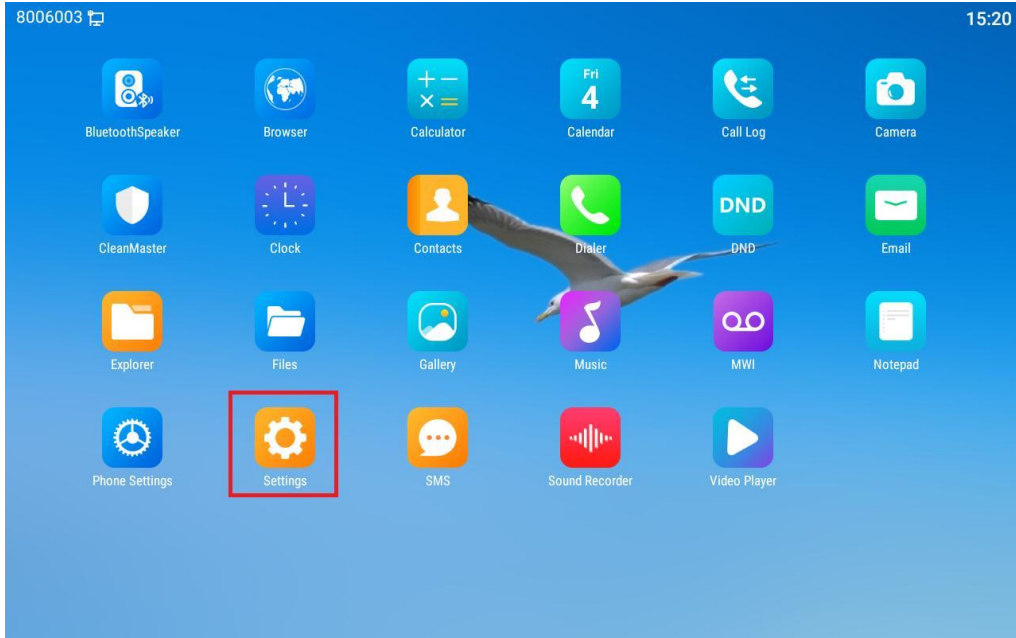 8006003
15:20
BluetoothSpeaker
Browser
Calculator
Fri
4
Calendar
Call Log
Camera
CleanMaster
Clock
Contacts
Dialer
DND
DND
Email
Explorer
Files
Gallery
Music
MWI
Notepad
Phone Settings
Settings
SMS
Sound Recorder
Video Player